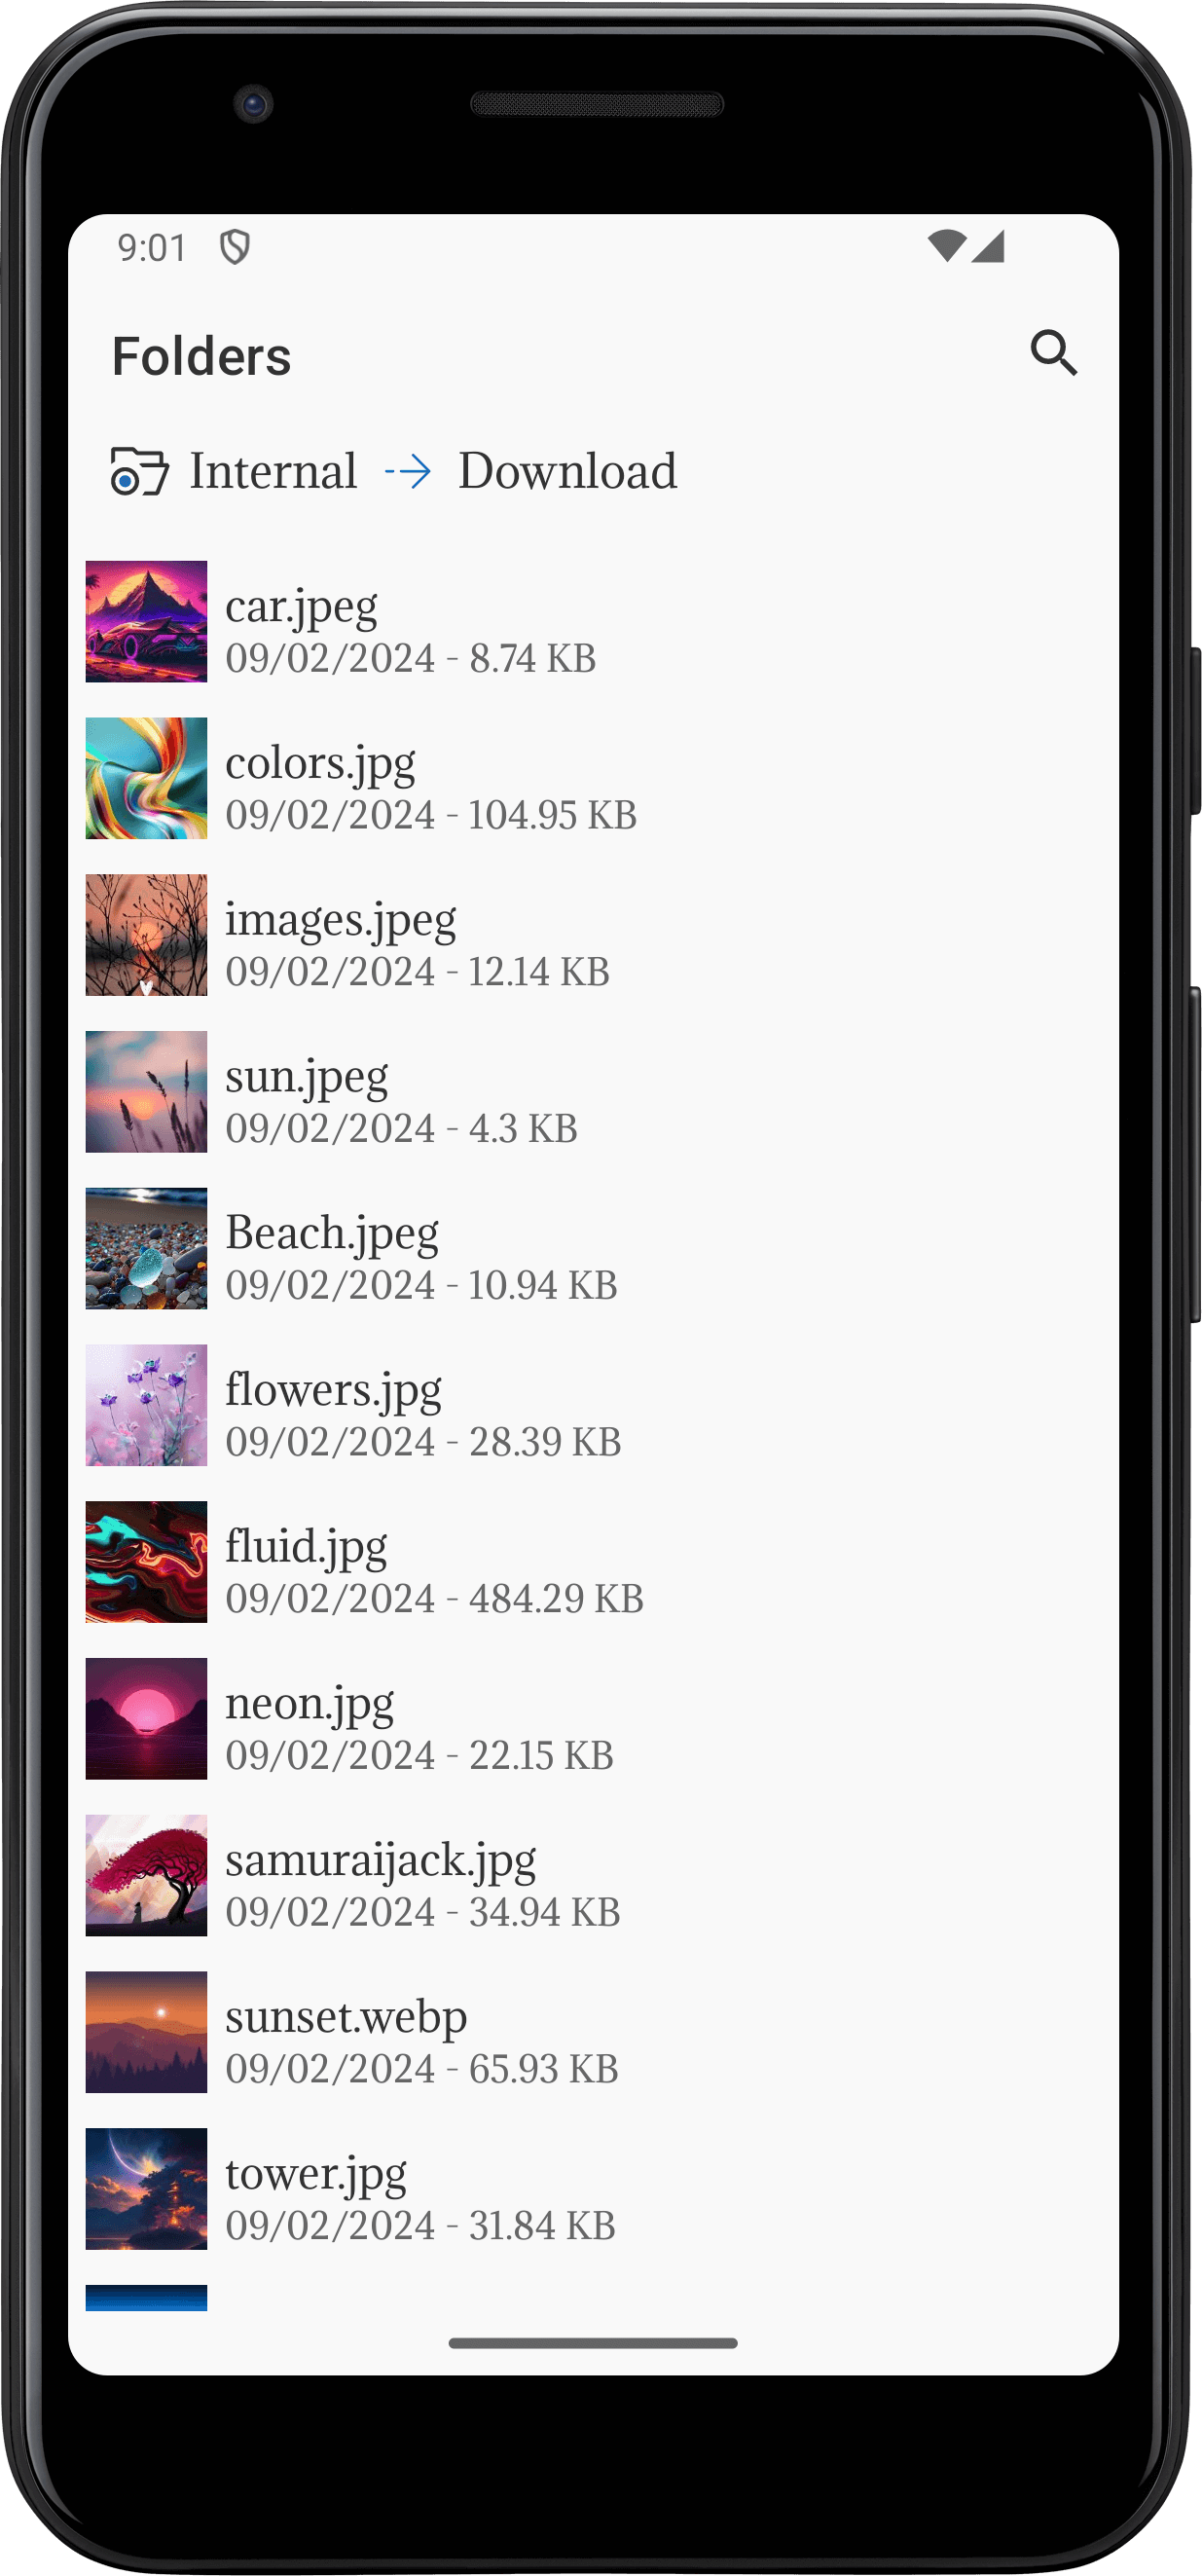 9:01
Folders
Internal Download
car.jpeg
09/02/2024 - 8.74 KB
colors.jpg
09/02/2024 - 104.95 KB
images.jpeg
09/02/2024 - 12.14 KB
sun.jpeg
09/02/2024 - 4.3 KB
Beach.jpeg
09/02/2024 - 10.94 KB
flowers.jpg
09/02/2024 - 28.39 KB
fluid.jpg
09/02/2024 - 484.29 KB
neon.jpg
09/02/2024 - 22.15 KB
samuraijack.jpg
09/02/2024 - 34.94 KB
sunset.webp
09/02/2024 - 65.93 KB
tower.jpg
09/02/2024 - 31.84 KB